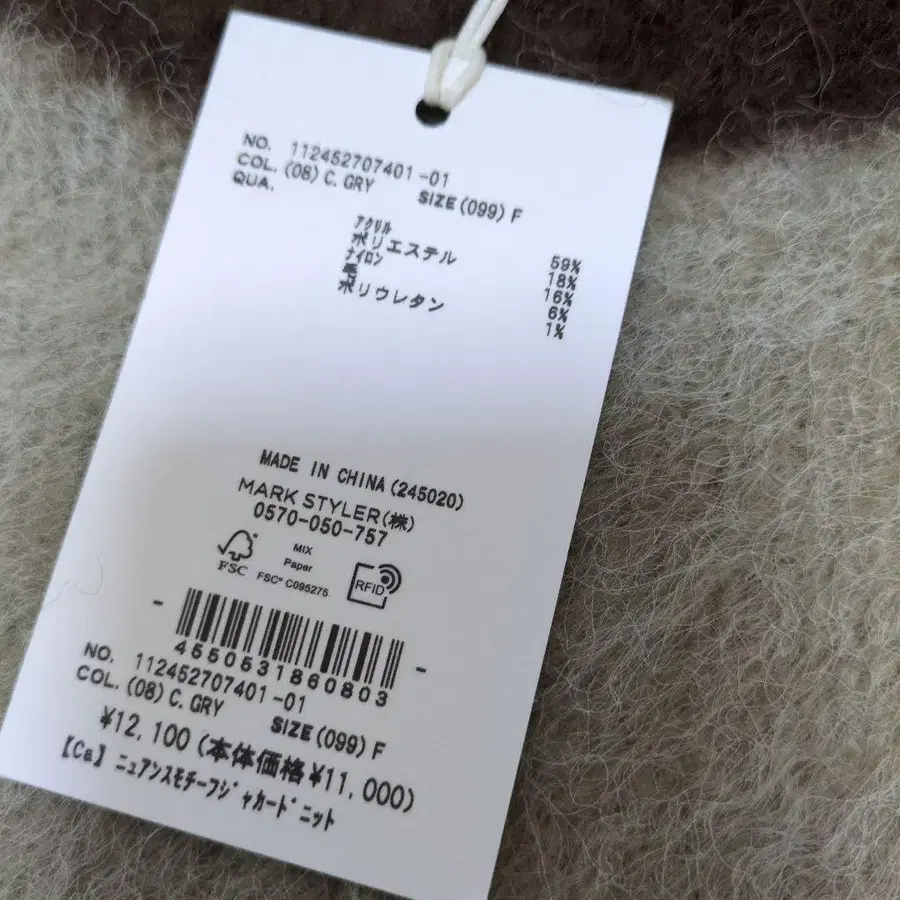 NO. 112452707401-01
COL. (08) C. GRY SIZE (099) F
QUA.
アクリル 59%
ポリエステル 18%
ナイロン 16%
毛 6%
ポリウレタン 1%
MADE IN CHINA (245020)
MARK STYLER(株)
0570-050-757
FSC
MIX
Paper
FSC® C095275
RFID
4550531860803
NO. 112452707401-01
COL. (08) C. GRY SIZE (099) F
¥12,100 (本体価格¥11,000)
【Ca】ニュアンスモチーフジャカードニット